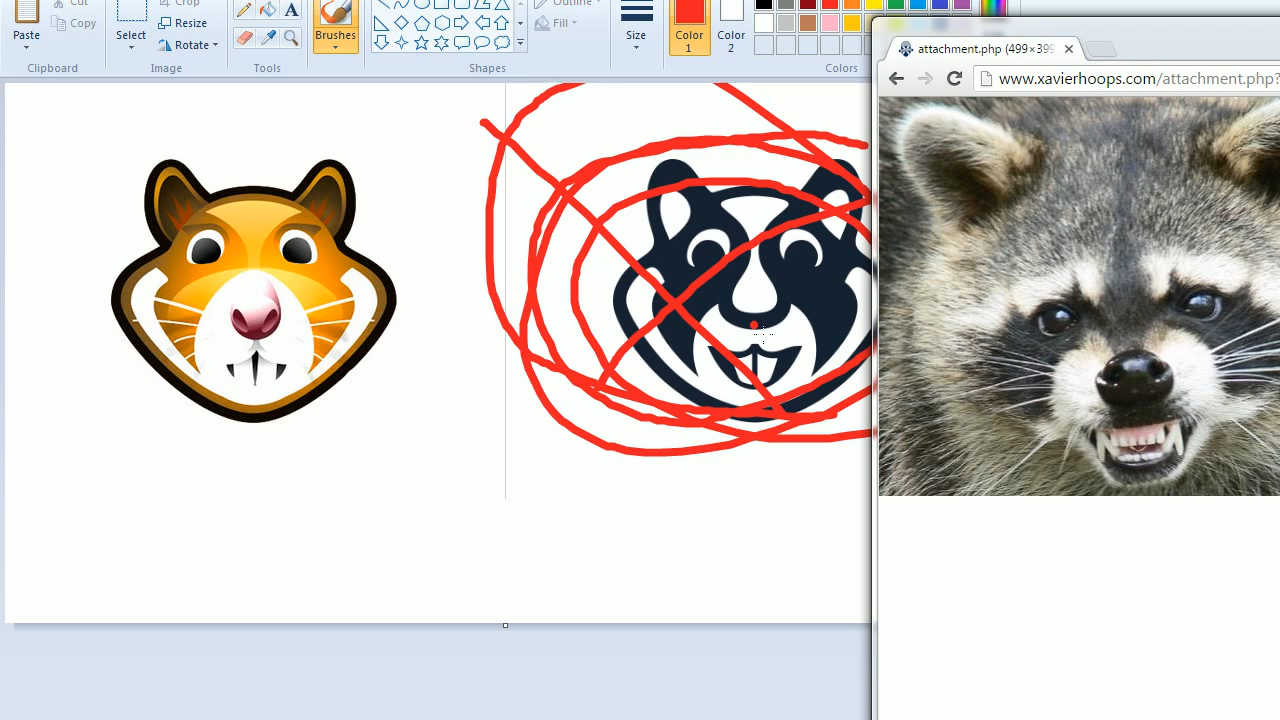 Cut
Copy
Paste
Clipboard
Crop
Resize
Rotate
Select
Image
A
Tools
Brushes
Outline
Fill
Shapes
Size
Color
1
Color
2
Colors
attachment.php (499×399
www.xavierhoops.com/attachment.php?